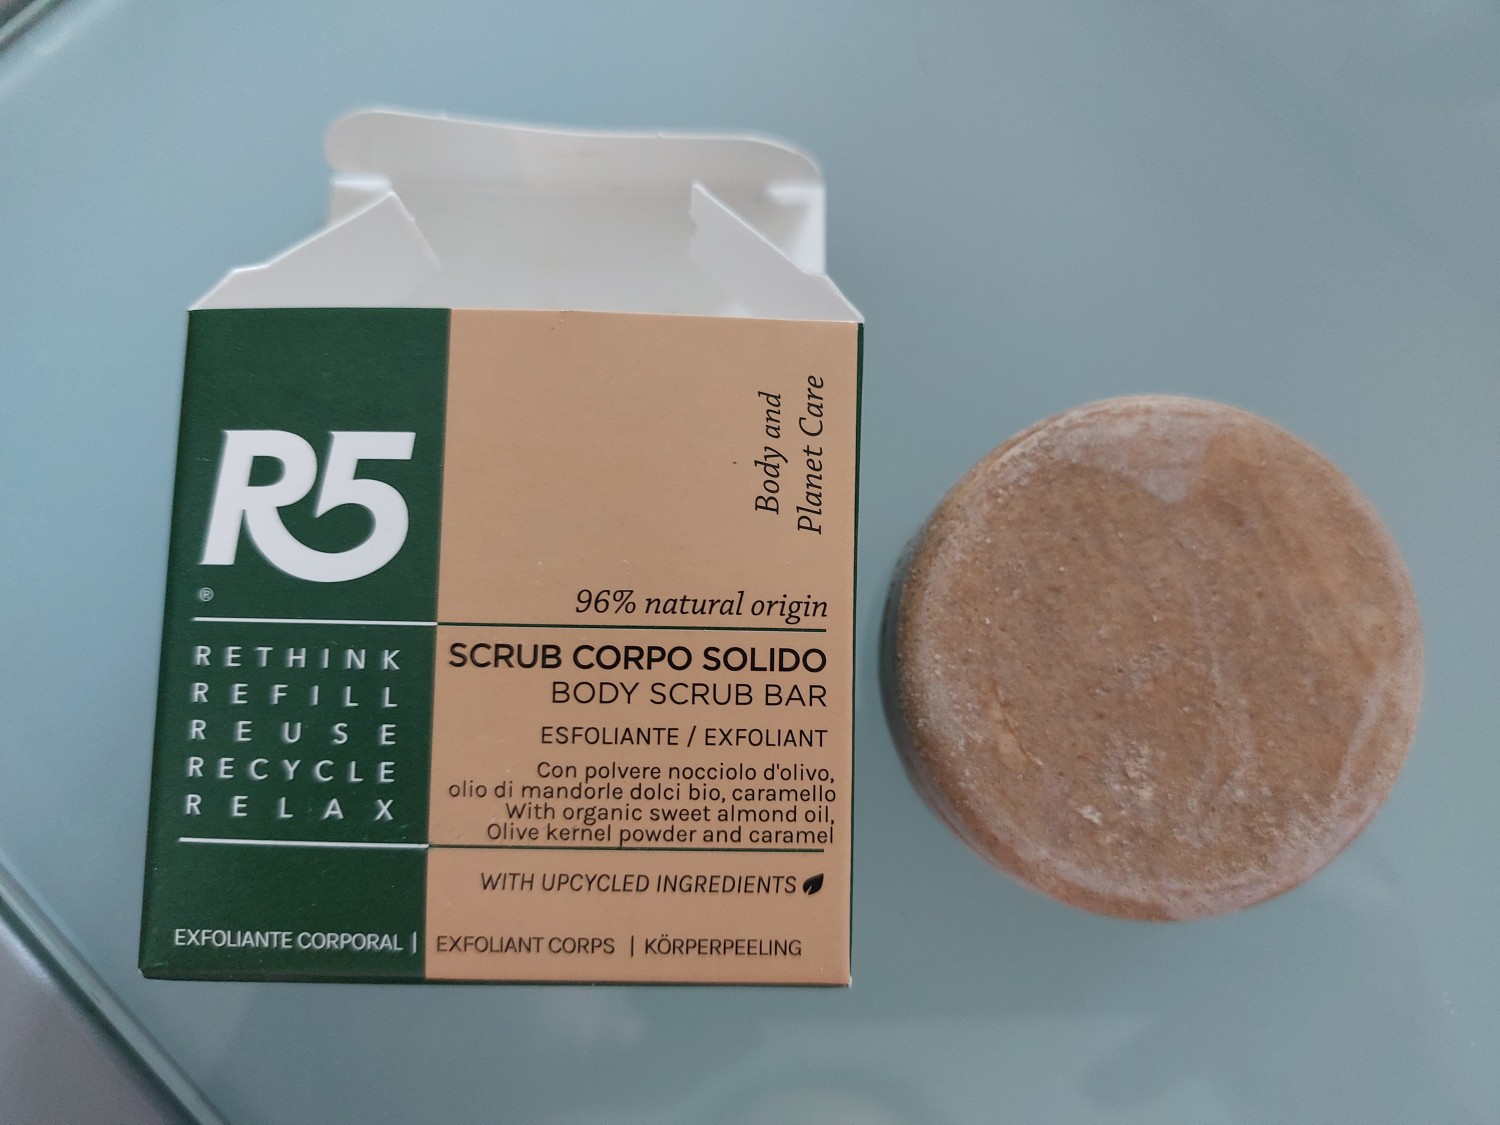 R5
®
RETHINK
REFILL
REUSE
RECYCLE
RELAX
Body and
Planet Care
96% natural origin
SCRUB CORPO SOLIDO
BODY SCRUB BAR
ESFOLIANTE / EXFOLIANT
Con polvere nocciolo d'olivo,
olio di mandorle dolci bio, caramello
With organic sweet almond oil,
Olive kernel powder and caramel
WITH UPCYCLED INGREDIENTS
EXFOLIANTE CORPORAL | EXFOLIANT CORPS | KÖRPERPEELING